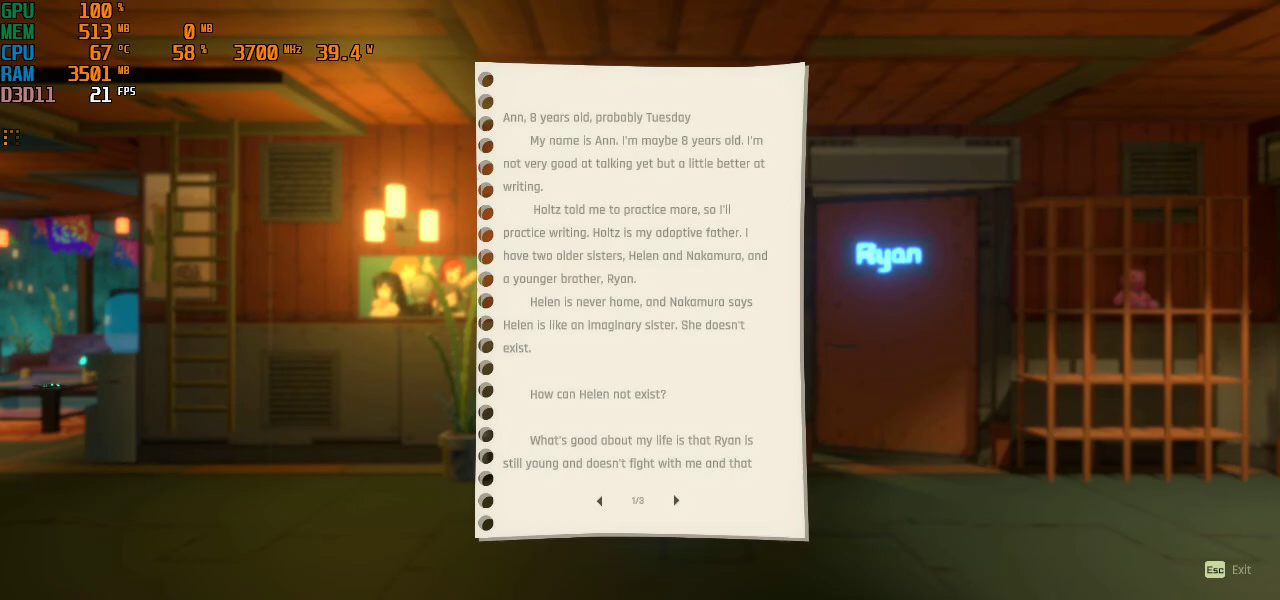 GPU 100 %
MEM 513 MB 0 MB
CPU 67 °C 58 % 3700 MHz 39.4 W
RAM 3501 MB
D3D11 21 FPS
Ann, 8 years old, probably Tuesday
My name is Ann. I'm maybe 8 years old. I'm
not very good at talking yet but a little better at
writing.
Holtz told me to practice more, so I'll
practice writing. Holtz is my adoptive father. I
have two older sisters, Helen and Nakamura, and
a younger brother, Ryan.
Helen is never home, and Nakamura says
Helen is like an imaginary sister. She doesn't
exist.
How can Helen not exist?
What's good about my life is that Ryan is
still young and doesn't fight with me and that
1/3
Ryan
Esc Exit